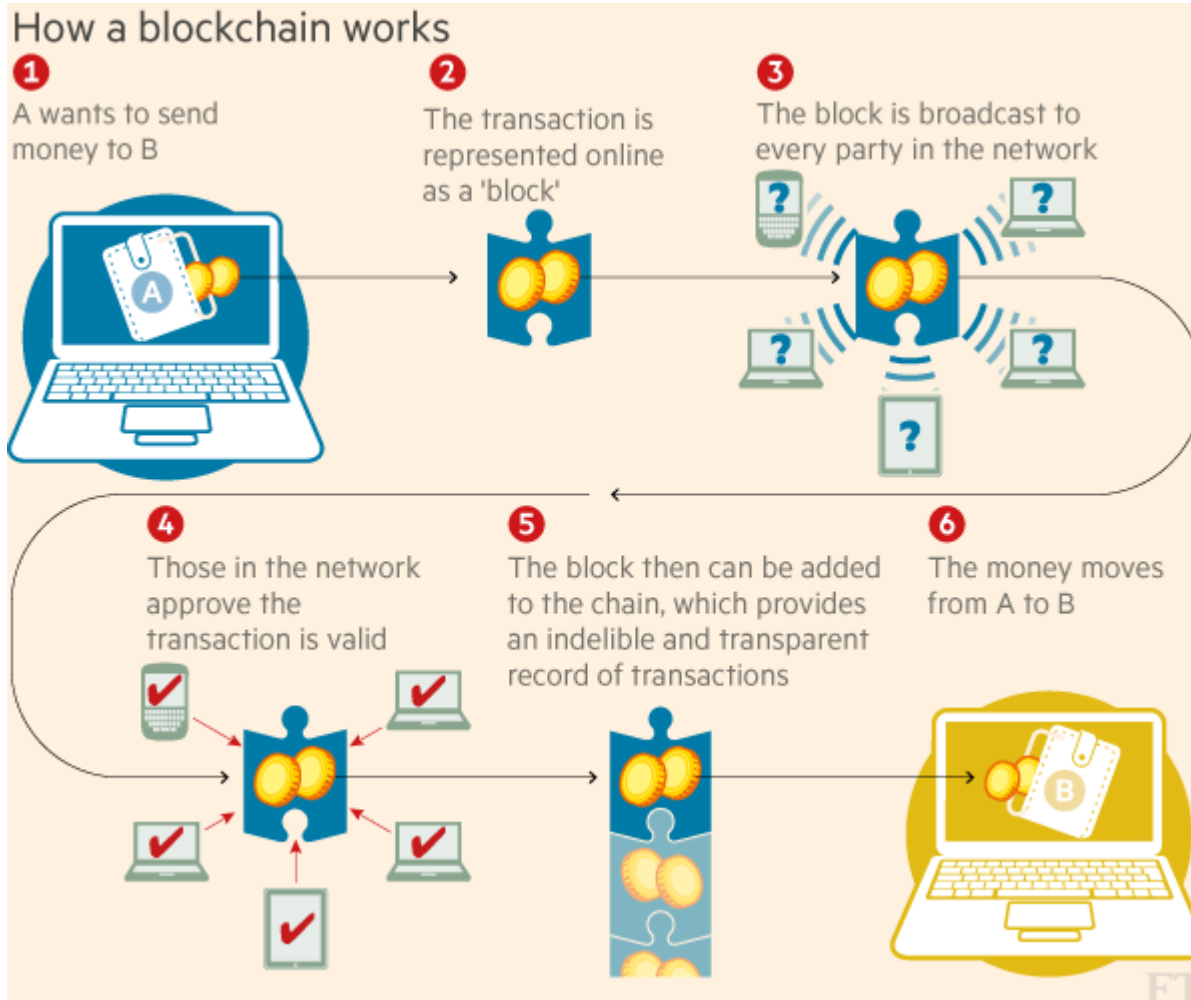 How a blockchain works
1
A wants to send
money to B
2
The transaction is
represented online
as a 'block'
3
The block is broadcast to
every party in the network
A
?
?
?
?
?
4
Those in the network
approve the
transaction is valid
5
The block then can be added
to the chain, which provides
an indelible and transparent
record of transactions
6
The money moves
from A to B
B
FT